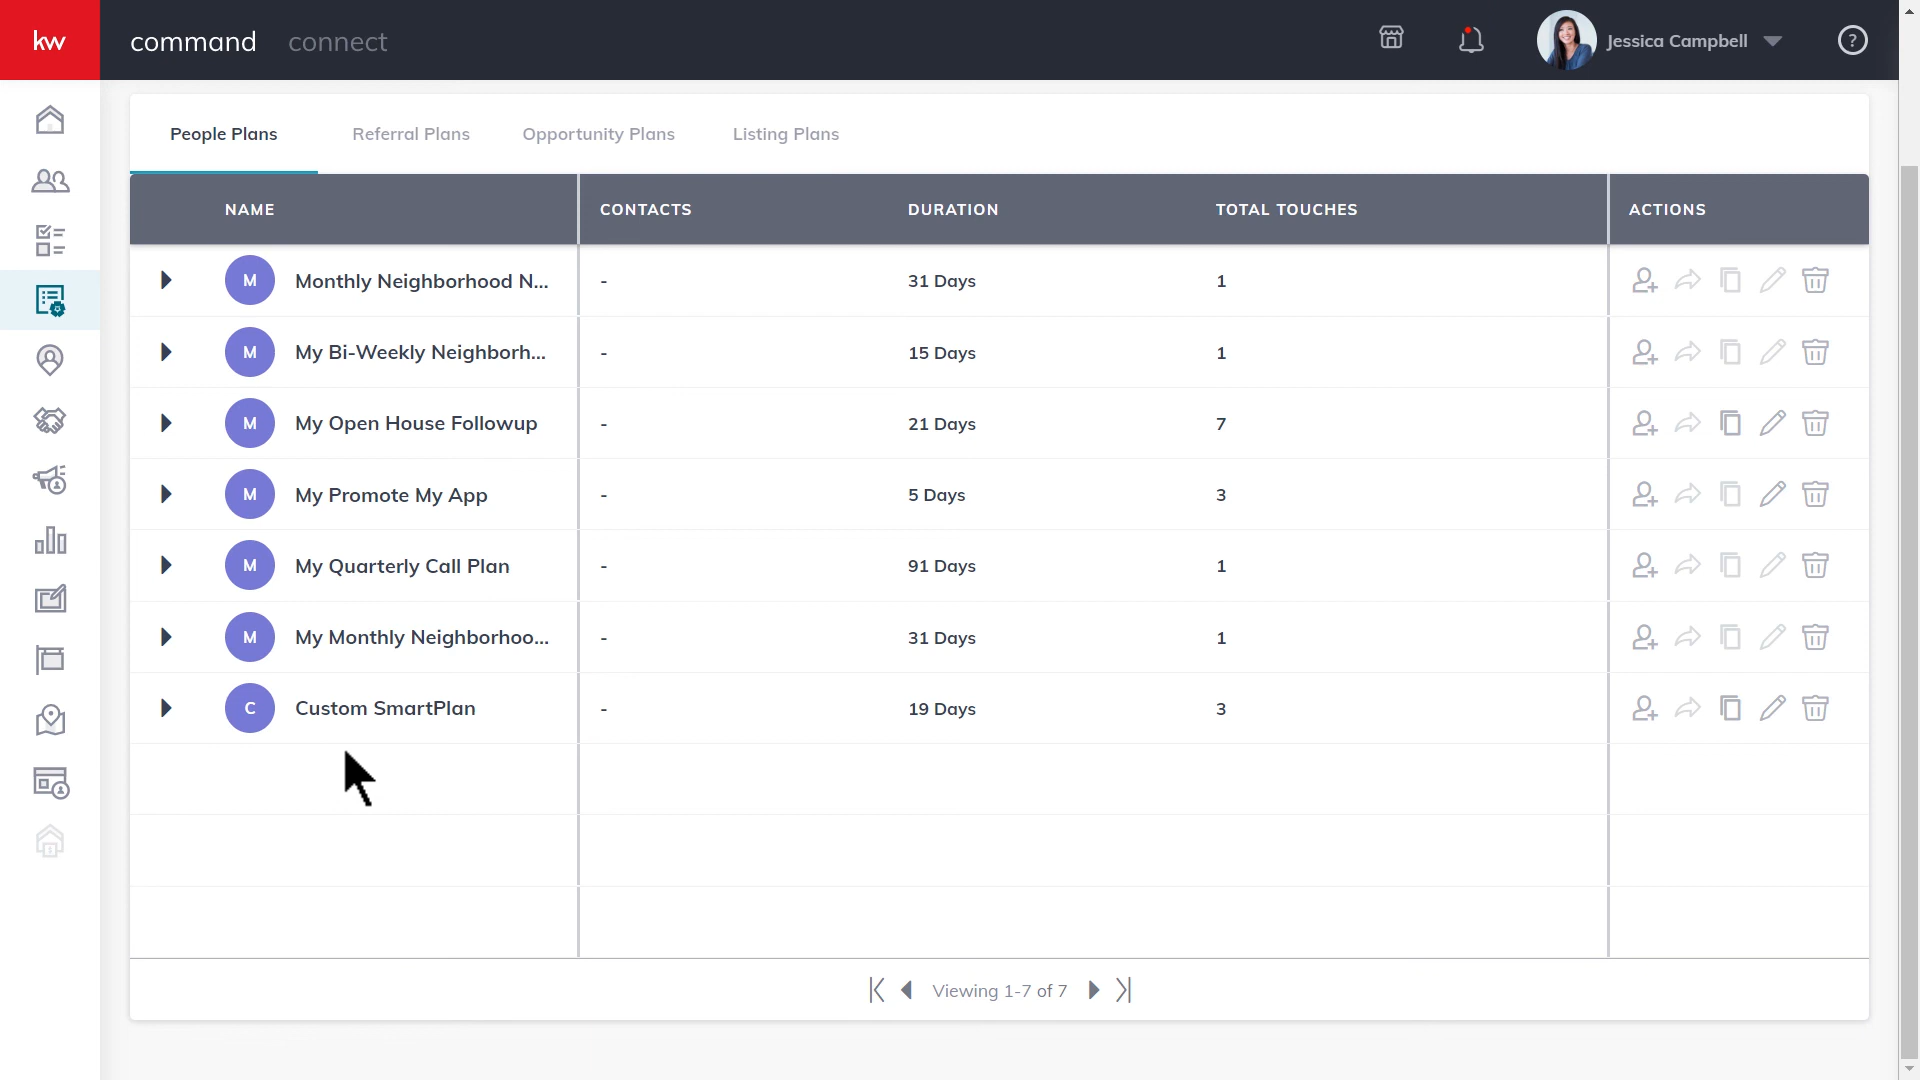 kw command connect Jessica Campbell ?
People Plans Referral Plans Opportunity Plans Listing Plans
NAME CONTACTS DURATION TOTAL TOUCHES ACTIONS
M Monthly Neighborhood N... - 31 Days 1
M My Bi-Weekly Neighborh... - 15 Days 1
M My Open House Followup - 21 Days 7
M My Promote My App - 5 Days 3
M My Quarterly Call Plan - 91 Days 1
M My Monthly Neighborhoo... - 31 Days 1
C Custom SmartPlan - 19 Days 3
Viewing 1-7 of 7